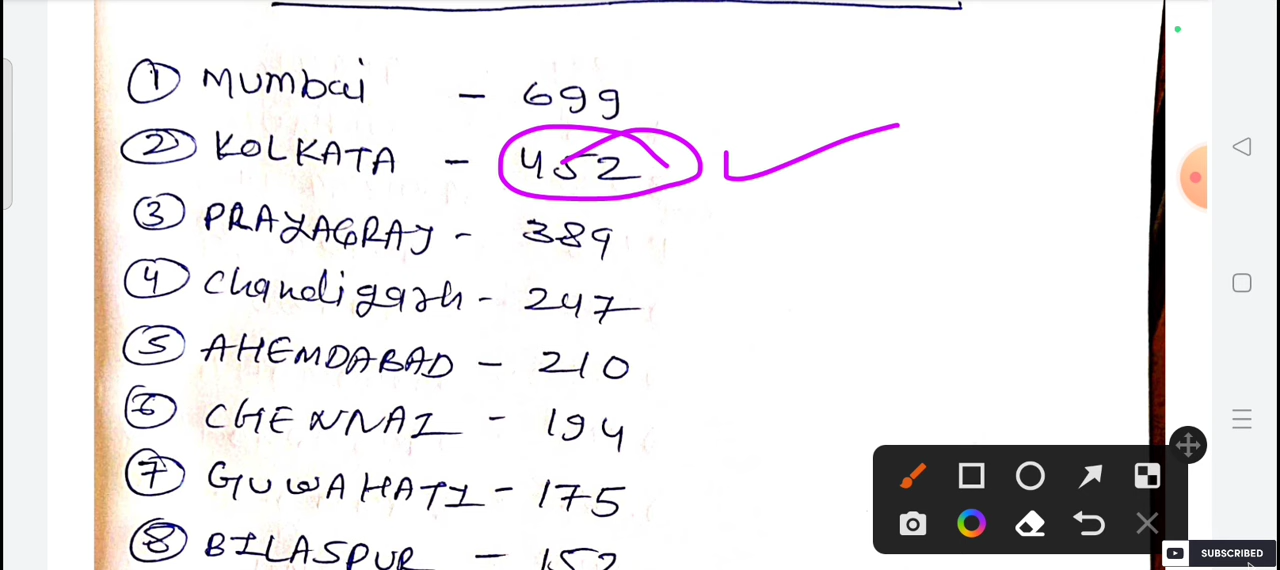 ① Mumbai - 699
② KOLKATA - 452
③ PRAYAGRAJ - 389
④ Chandigarh - 247
⑤ AHEMDABAD - 210
⑥ CHENNAI - 194
⑦ GUWAHATI - 175
⑧ BILASPUR - 152
SUBSCRIBED